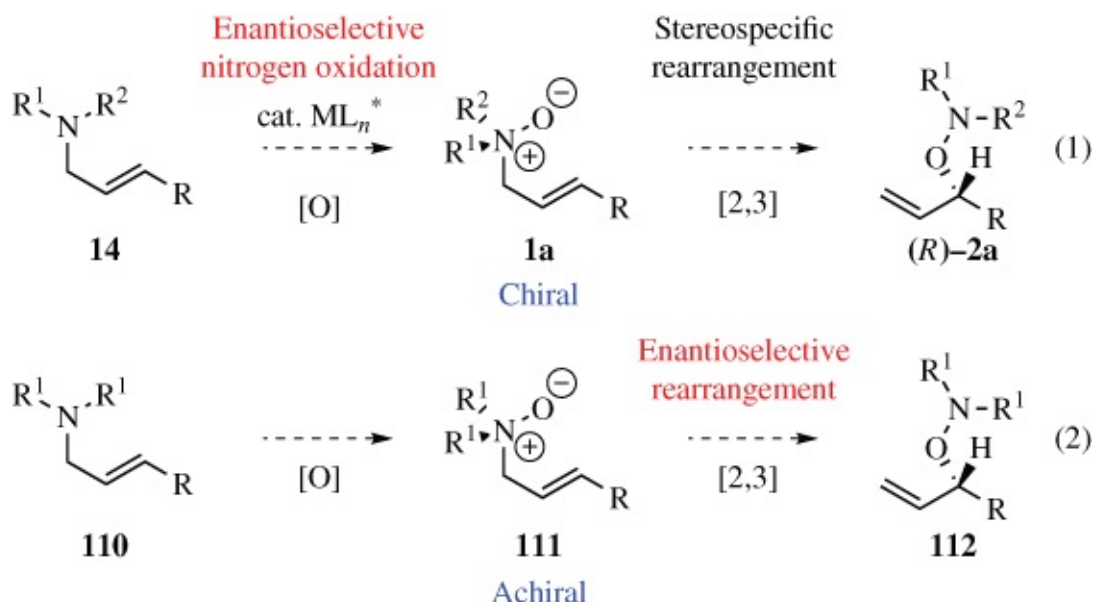 Enantioselective
nitrogen oxidation
Stereospecific
rearrangement
R¹
N
R²
R
14
cat. MLₙ*
[O]
R²
R¹
N
⊕
O
⊖
R
1a
Chiral
[2,3]
R¹
N
R²
O
H
R
(R)–2a
(1)
Enantioselective
rearrangement
R¹
N
R¹
R
110
[O]
R¹
R¹
N
⊕
O
⊖
R
111
Achiral
[2,3]
R¹
N
R¹
O
H
R
112
(2)